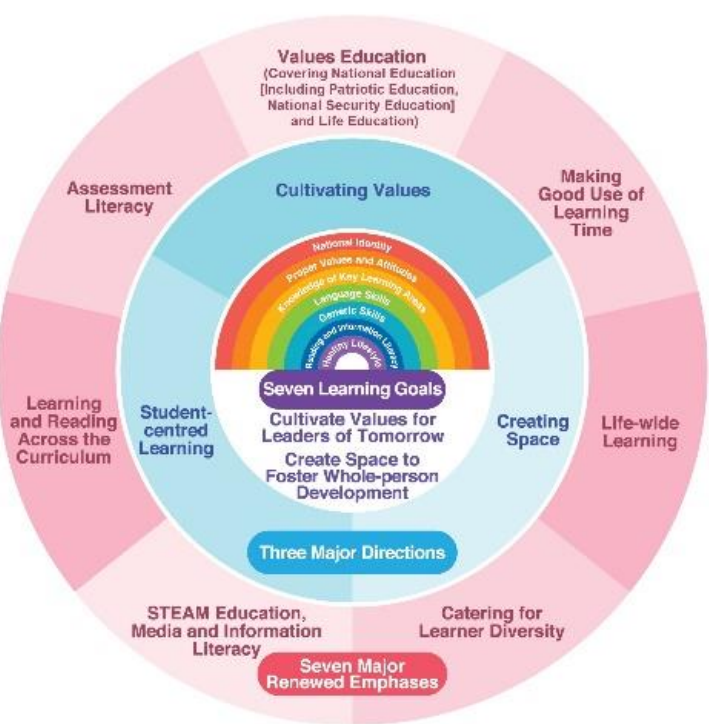 Values Education
(Covering National Education
[Including Patriotic Education,
National Security Education]
and Life Education)
Assessment
Literacy
Making
Good Use of
Learning
Time
Cultivating Values
National Identity
Proper Values and Attitudes
Knowledge of Key Learning Areas
Language Skills
Generic Skills
Reading and Information Literacy
Healthy Lifestyle
Seven Learning Goals
Cultivate Values for
Leaders of Tomorrow
Create Space to
Foster Whole-person
Development
Learning
and Reading
Across the
Curriculum
Student-
centred
Learning
Creating
Space
Life-wide
Learning
Three Major Directions
STEAM Education,
Media and Information
Literacy
Catering for
Learner Diversity
Seven Major
Renewed Emphases